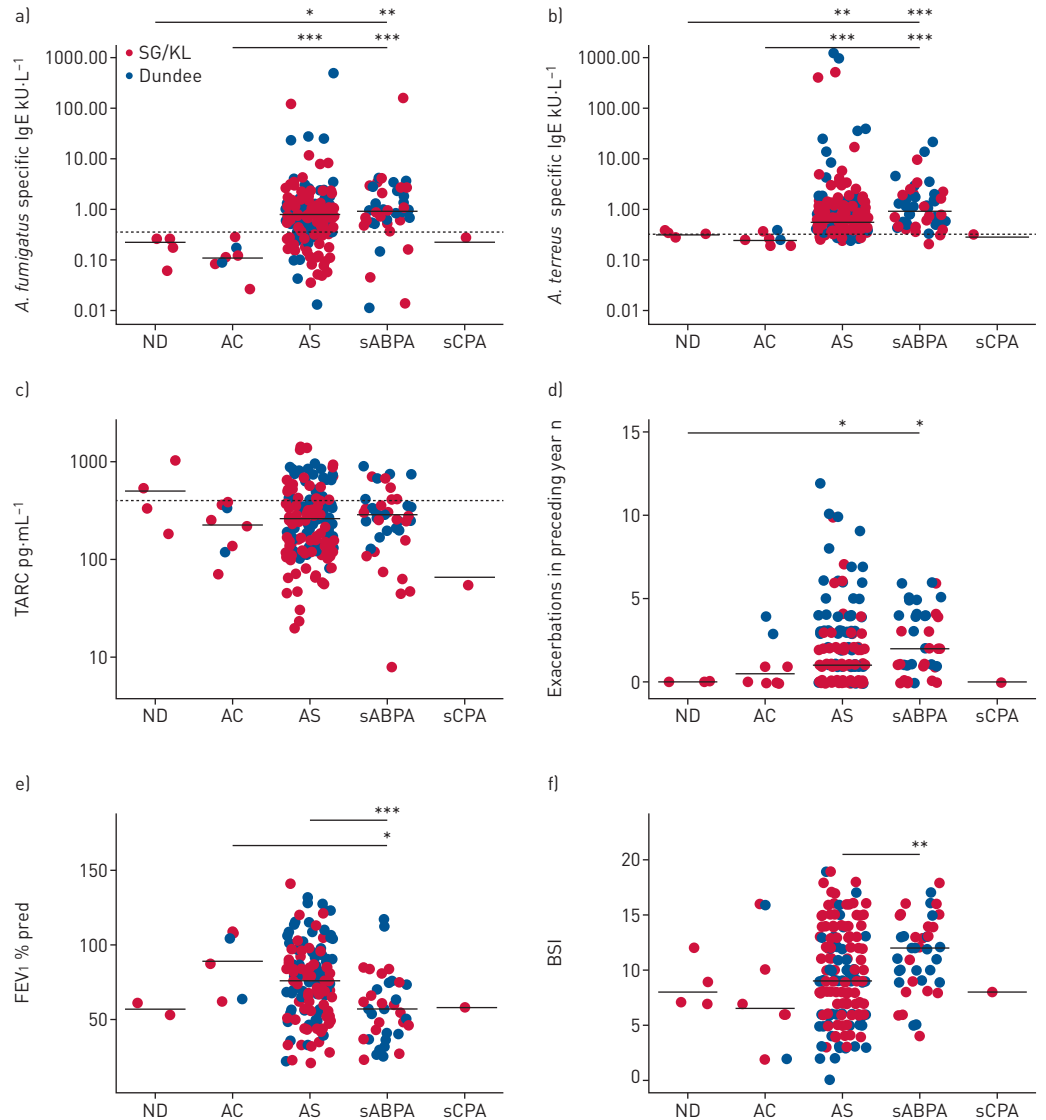 a)
* **
*** ***
SG/KL
Dundee
A. fumigatus specific IgE kU·L⁻¹
1000.00
100.00
10.00
1.00
0.10
0.01
ND AC AS sABPA sCPA
b)
** ***
*** ***
A. terreus specific IgE kU·L⁻¹
1000.00
100.00
10.00
1.00
0.10
0.01
ND AC AS sABPA sCPA
c)
TARC pg·mL⁻¹
1000
100
10
ND AC AS sABPA sCPA
d)
* *
Exacerbations in preceding year n
15
10
5
0
ND AC AS sABPA sCPA
e)
***
*
FEV1 % pred
150
100
50
ND AC AS sABPA sCPA
f)
**
BSI
20
15
10
5
0
ND AC AS sABPA sCPA